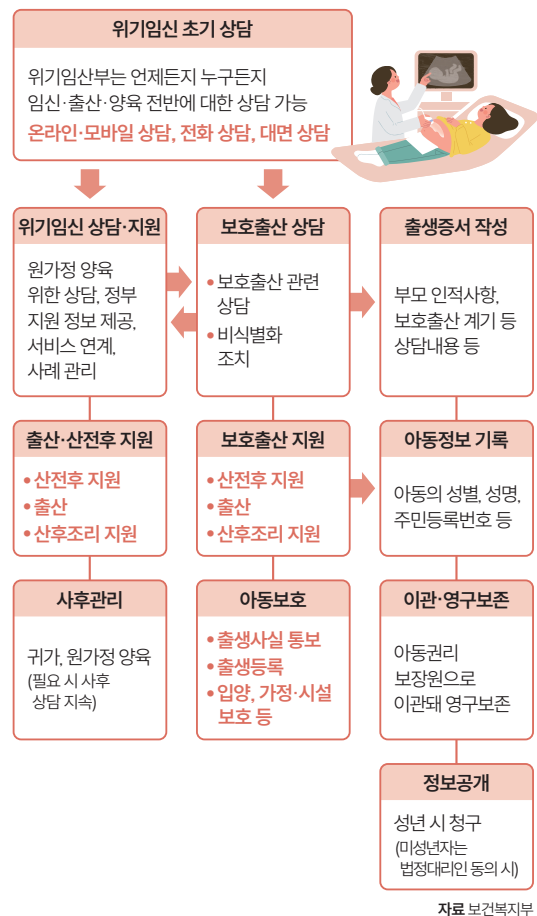 위기임신 초기 상담
위기임산부는 언제든지 누구든지
임신·출산·양육 전반에 대한 상담 가능
온라인·모바일 상담, 전화 상담, 대면 상담
위기임신 상담·지원
원가정 양육
위한 상담, 정부
지원 정보 제공,
서비스 연계,
사례 관리
출산·산전후 지원
• 산전후 지원
• 출산
• 산후조리 지원
사후관리
귀가, 원가정 양육
(필요 시 사후
상담 지속)
보호출산 상담
• 보호출산 관련
상담
• 비식별화
조치
보호출산 지원
• 산전후 지원
• 출산
• 산후조리 지원
아동보호
• 출생사실 통보
• 출생등록
• 입양, 가정·시설
보호 등
출생증서 작성
부모 인적사항,
보호출산 계기 등
상담내용 등
아동정보 기록
아동의 성별, 성명,
주민등록번호 등
이관·영구보존
아동권리
보장원으로
이관돼 영구보존
정보공개
성년 시 청구
(미성년자는
법정대리인 동의 시)
자료 보건복지부